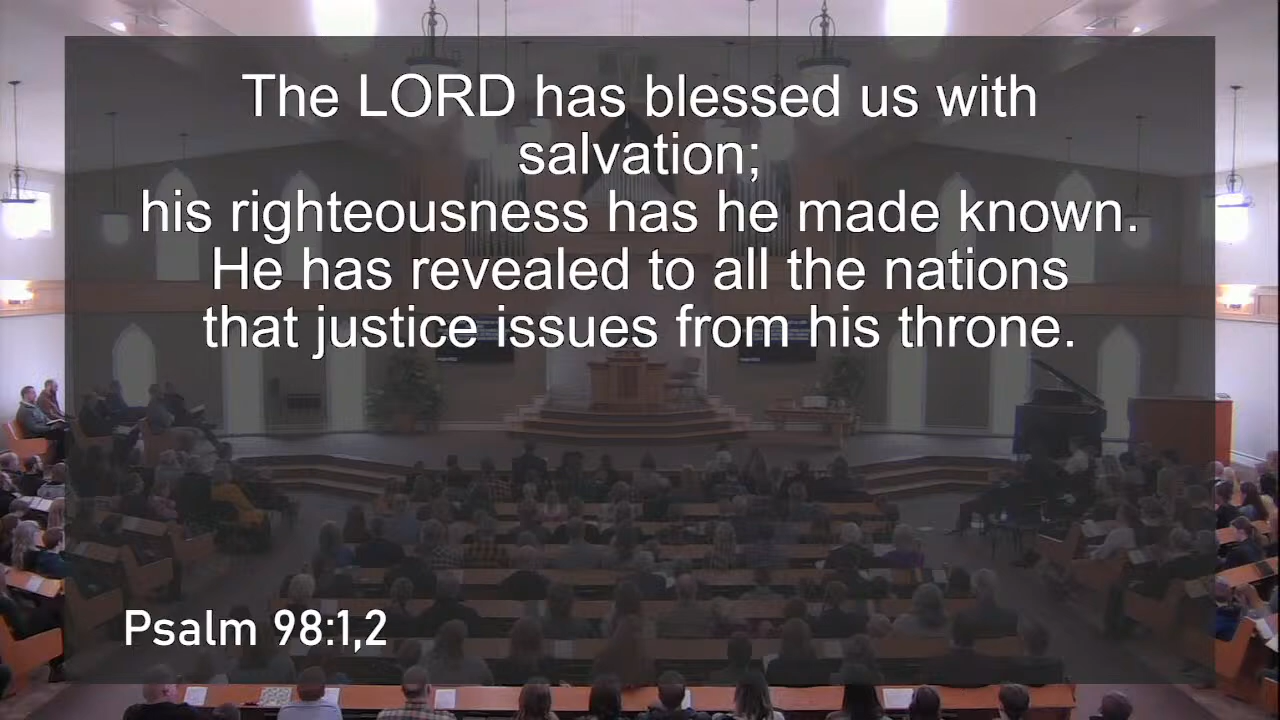 The LORD has blessed us with
salvation;
his righteousness has he made known.
He has revealed to all the nations
that justice issues from his throne.
Psalm 98:1,2